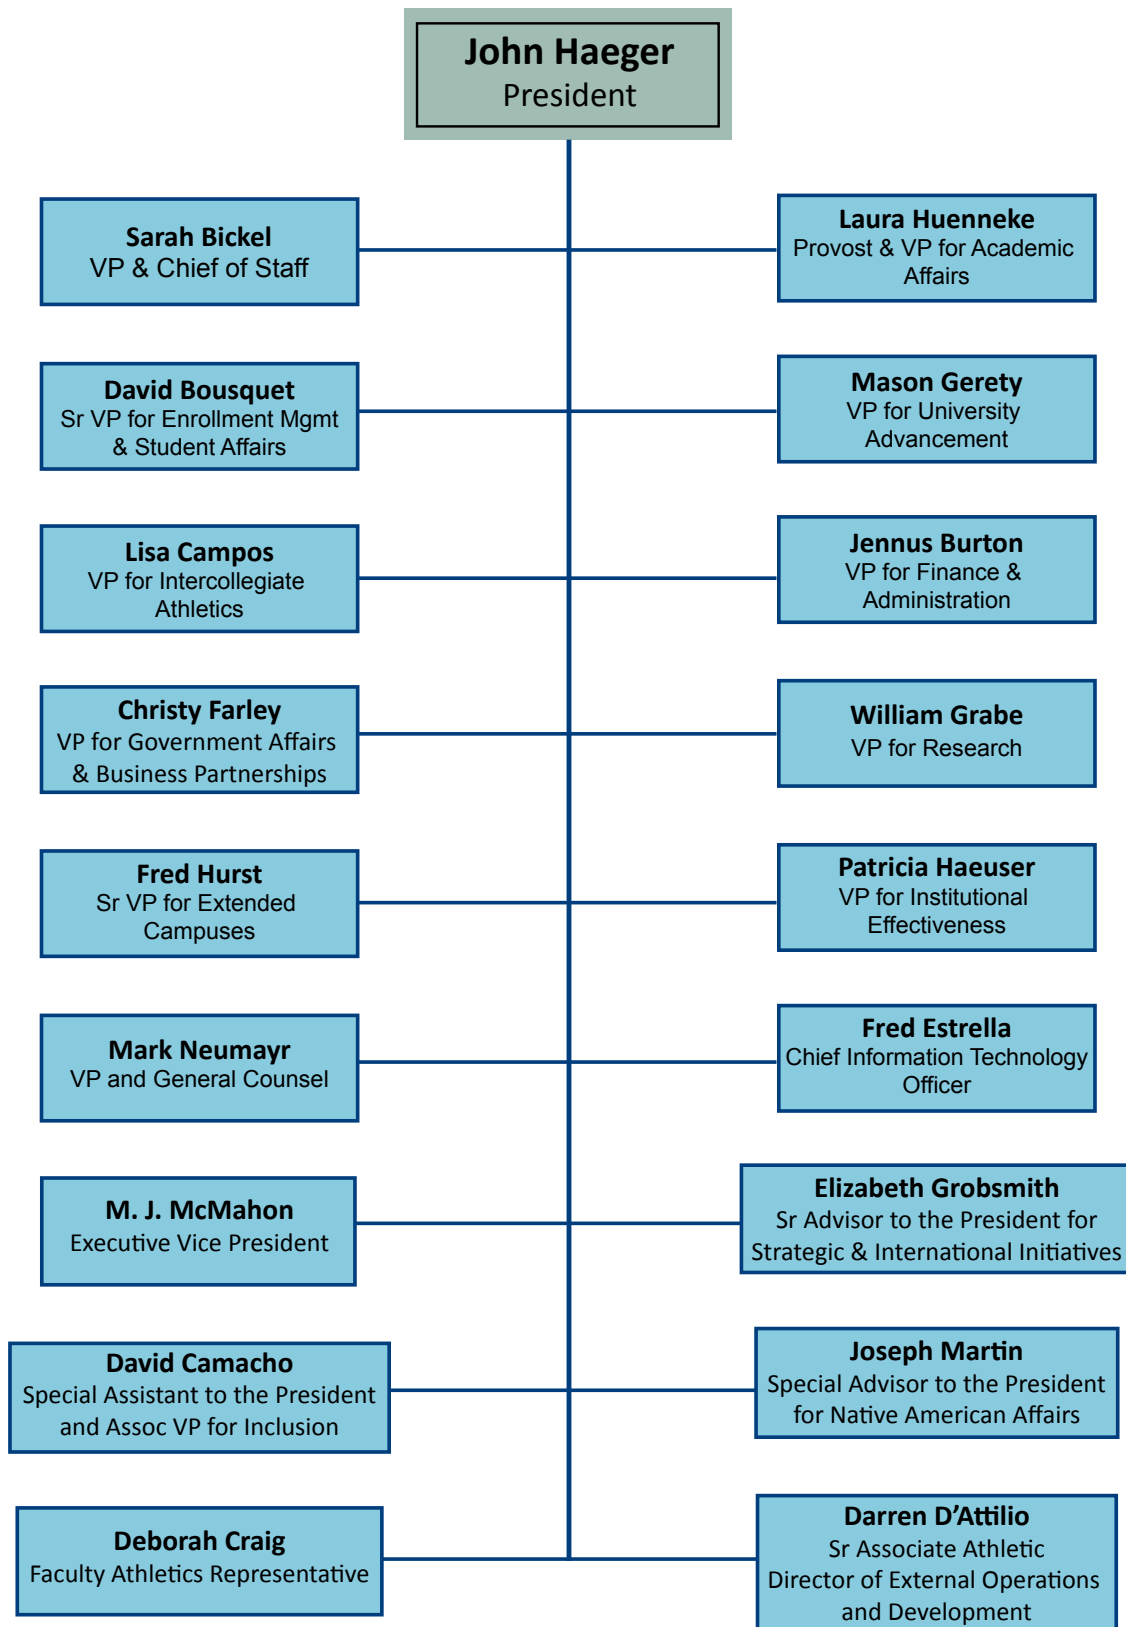 John Haeger
President
Sarah Bickel
VP & Chief of Staff
Laura Huenneke
Provost & VP for Academic
Affairs
David Bousquet
Sr VP for Enrollment Mgmt
& Student Affairs
Mason Gerety
VP for University
Advancement
Lisa Campos
VP for Intercollegiate
Athletics
Jennus Burton
VP for Finance &
Administration
Christy Farley
VP for Government Affairs
& Business Partnerships
William Grabe
VP for Research
Fred Hurst
Sr VP for Extended
Campuses
Patricia Haeuser
VP for Institutional
Effectiveness
Mark Neumayr
VP and General Counsel
Fred Estrella
Chief Information Technology
Officer
M. J. McMahon
Executive Vice President
Elizabeth Grobsmith
Sr Advisor to the President for
Strategic & International Initiatives
David Camacho
Special Assistant to the President
and Assoc VP for Inclusion
Joseph Martin
Special Advisor to the President
for Native American Affairs
Deborah Craig
Faculty Athletics Representative
Darren D'Attilio
Sr Associate Athletic
Director of External Operations
and Development